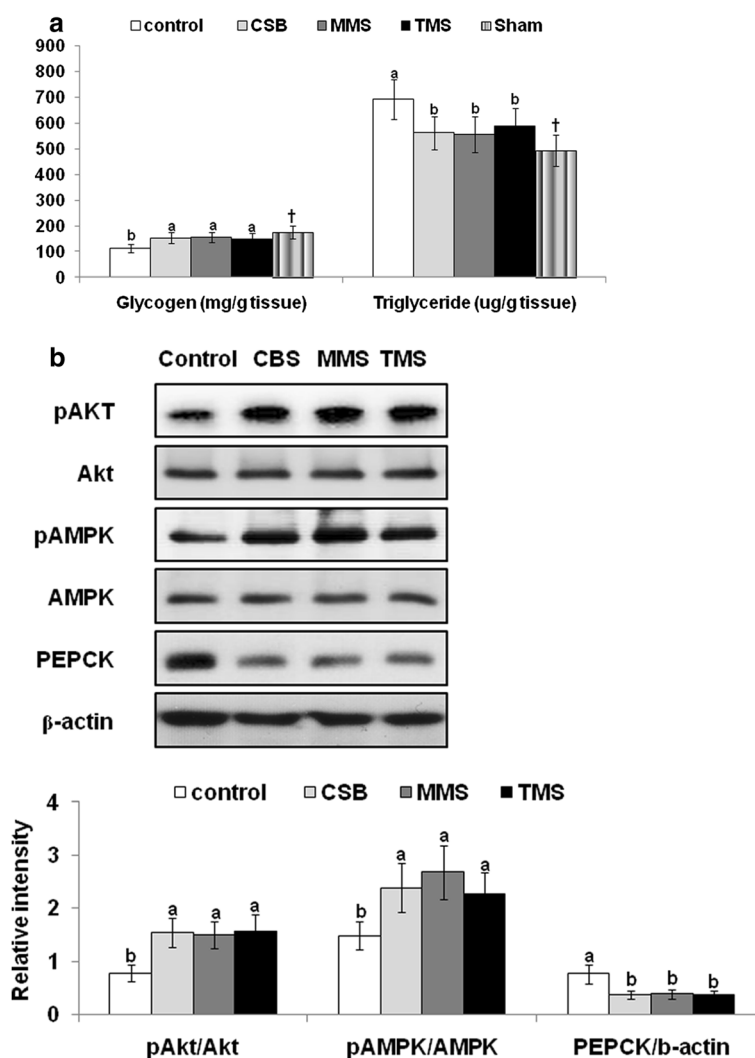 a
control CSB MMS TMS Sham
900
800
700
600
500
400
300
200
100
0
b a a a †
a b b b †
Glycogen (mg/g tissue) Triglyceride (ug/g tissue)
b
Control CBS MMS TMS
pAKT
Akt
pAMPK
AMPK
PEPCK
β-actin
control CSB MMS TMS
Relative intensity
4
3
2
1
0
b a a a
b a a a
a b b b
pAkt/Akt pAMPK/AMPK PEPCK/b-actin